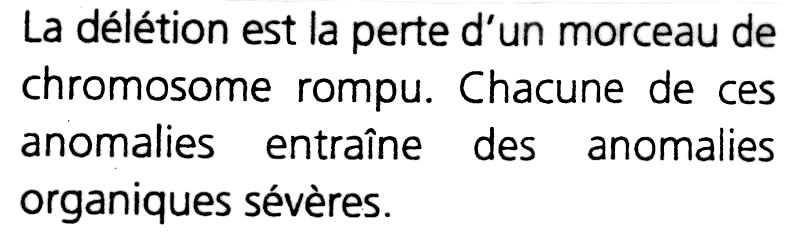 La délétion est la perte d'un morceau de
chromosome rompu. Chacune de ces
anomalies entraîne des anomalies
organiques sévères.